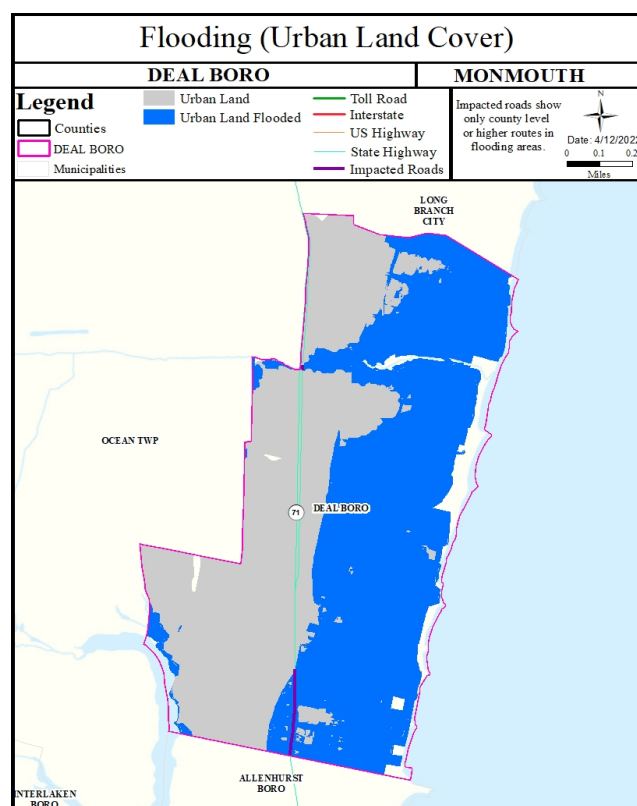 Flooding (Urban Land Cover)
DEAL BORO
MONMOUTH
Legend
Counties
DEAL BORO
Municipalities
Urban Land
Urban Land Flooded
Toll Road
Interstate
US Highway
State Highway
Impacted Roads
Impacted roads show
only county level
or higher routes in
flooding areas.
N
Date: 4/12/2022
0 0.1 0.2
Miles
LONG
BRANCH
CITY
OCEAN TWP
71
DEAL BORO
ALLENHURST
BORO
INTERLAKEN
BORO